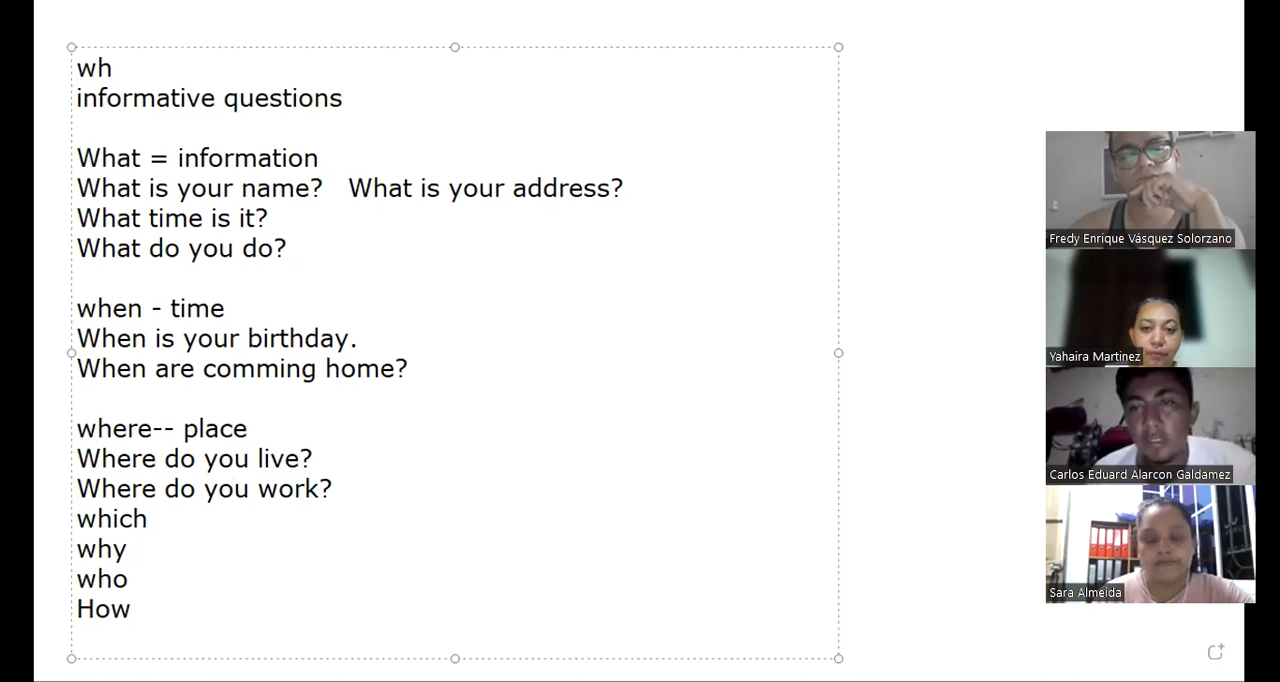 wh
informative questions
What = information
What is your name?   What is your address?
What time is it?
What do you do?
when - time
When is your birthday.
When are comming home?
where-- place
Where do you live?
Where do you work?
which
why
who
How
Fredy Enrique Vásquez Solorzano
Yahaira Martinez
Carlos Eduard Alarcon Galdamez
Sara Almeida